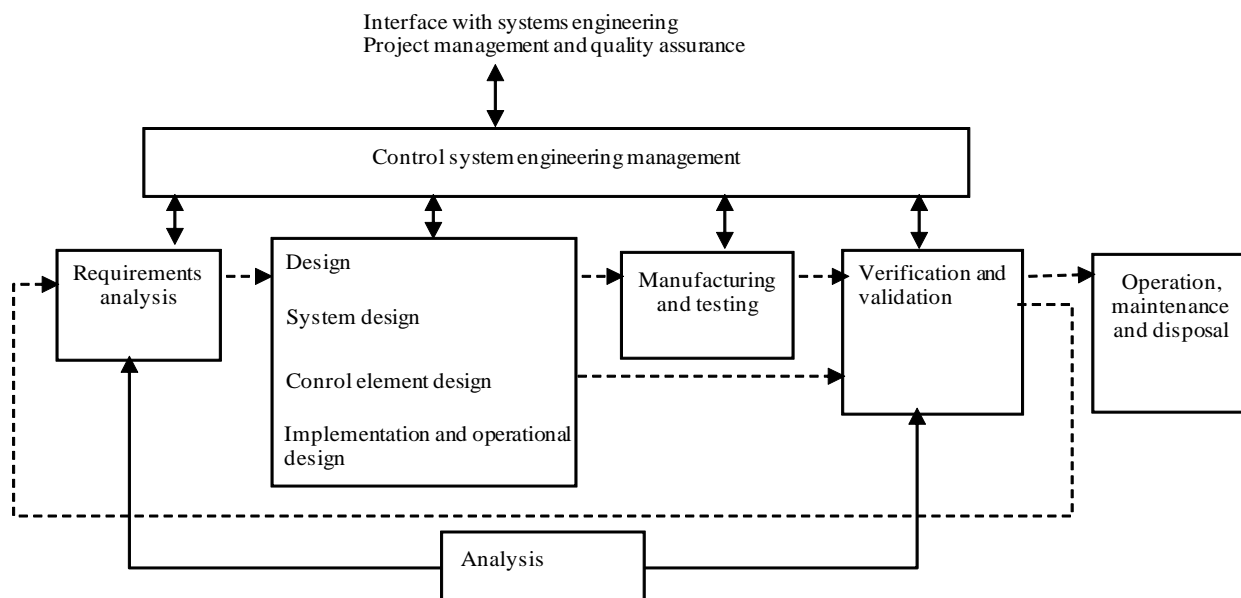 Interface with systems engineering
Project management and quality assurance
Control system engineering management
Requirements
analysis
Design
System design
Conrol element design
Implementation and operational
design
Manufacturing
and testing
Verification and
validation
Operation,
maintenance
and disposal
Analysis